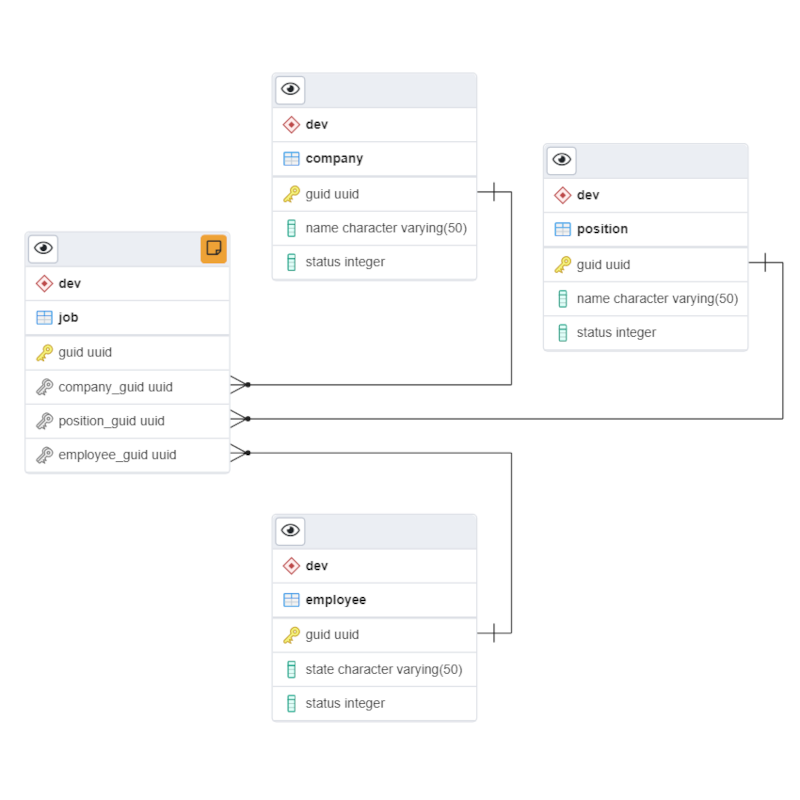 dev
company
guid uuid
name character varying(50)
status integer
dev
position
guid uuid
name character varying(50)
status integer
dev
job
guid uuid
company_guid uuid
position_guid uuid
employee_guid uuid
dev
employee
guid uuid
state character varying(50)
status integer